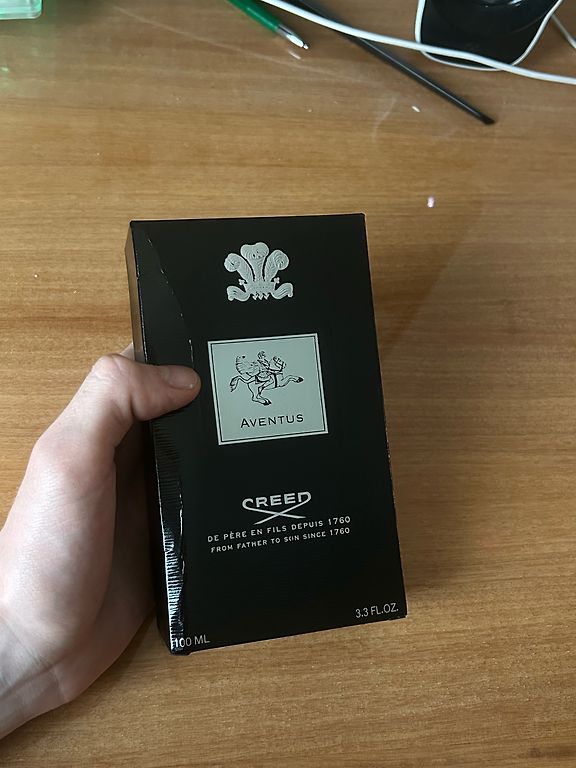 AVENTUS
CREED
DE PÈRE EN FILS DEPUIS 1760
FROM FATHER TO SON SINCE 1760
100 ML
3.3 FL.OZ.